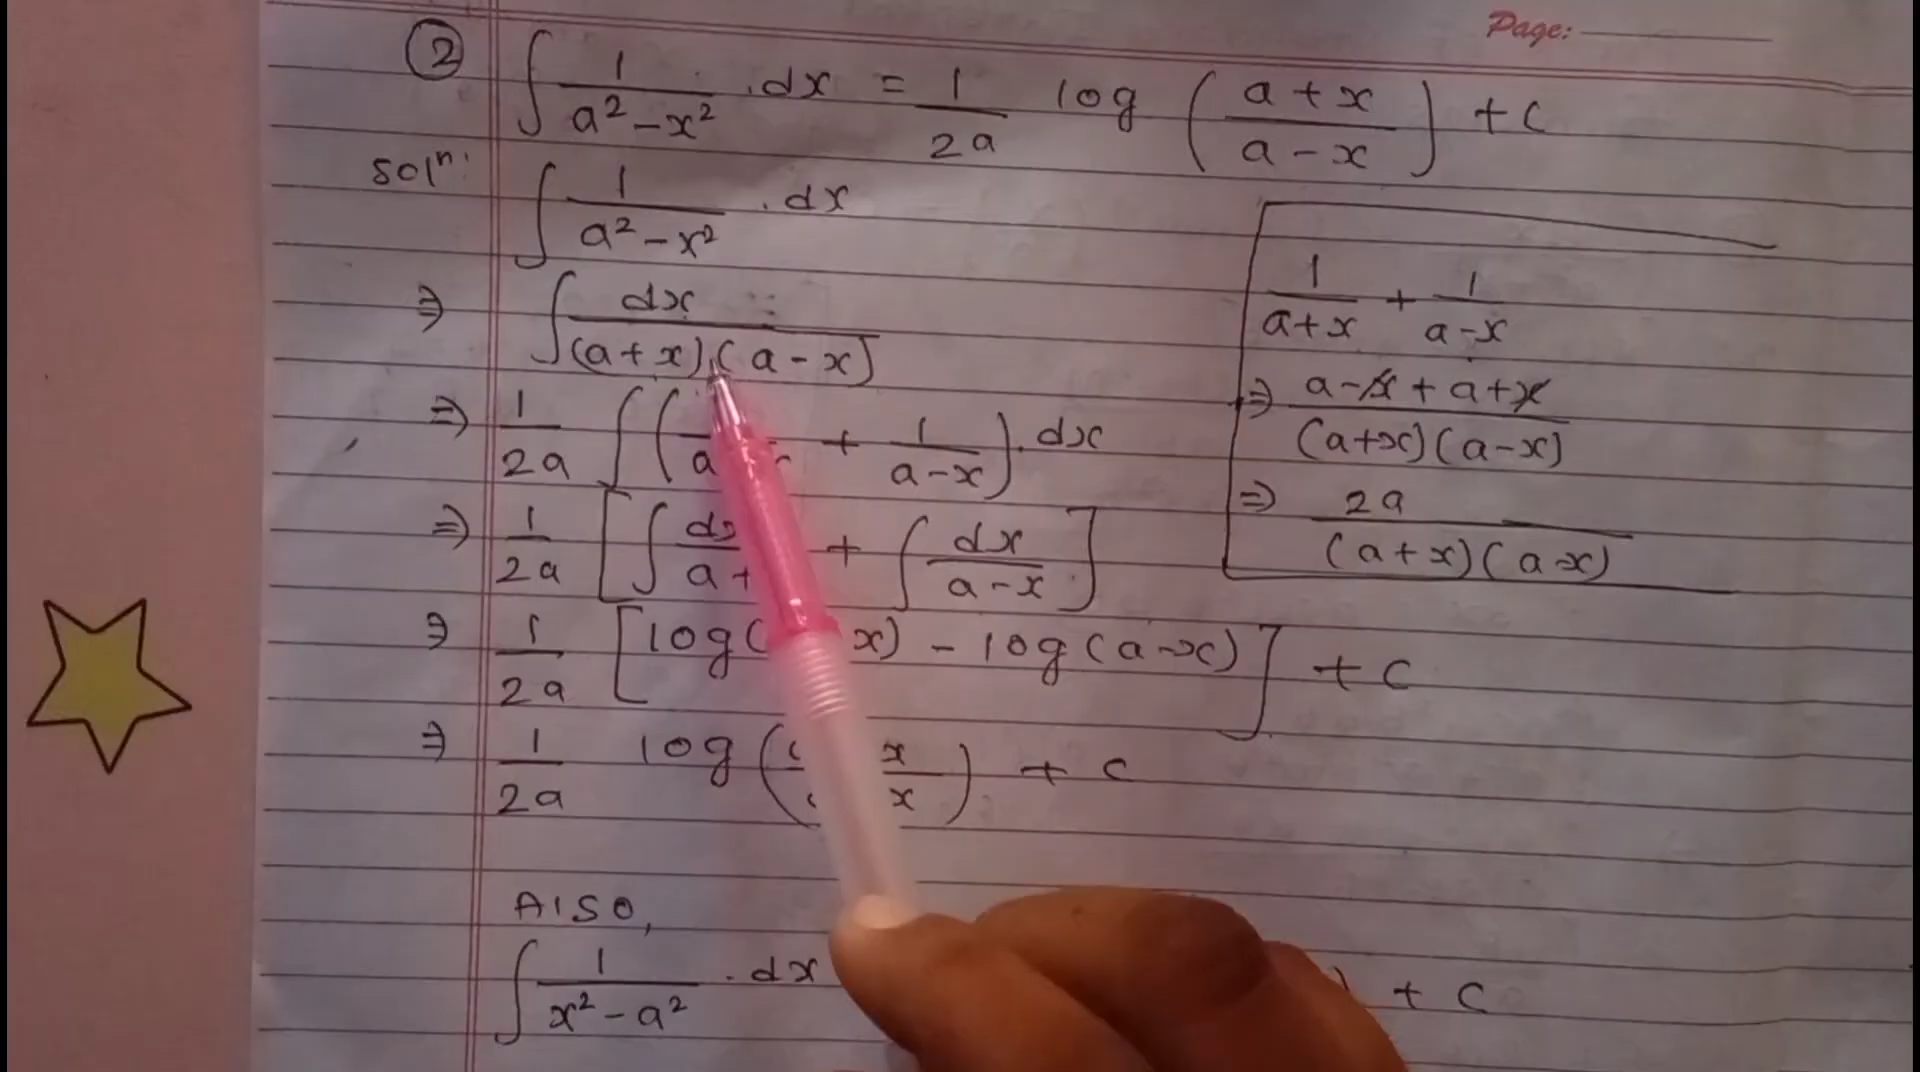 Page:
② ∫ 1/(a² - x²) .dx = 1/2a log ((a + x)/(a - x)) + c
Solⁿ: ∫ 1/(a² - x²) .dx
⇒ ∫ dx/((a + x)(a - x))
⇒ 1/2a ∫ ( + 1/(a - x)).dx
⇒ 1/2a [∫ + ∫ dx/(a - x)]
⇒ 1/2a [log( x) - log(a - x)] + c
⇒ 1/2a log ( x/ x) + c
1/(a+x) + 1/(a-x)
⇒ (a - x + a + x)/((a+x)(a-x))
⇒ 2a/((a + x)(a - x))
AlSO,
∫ 1/(x² - a²) .dx ) + c